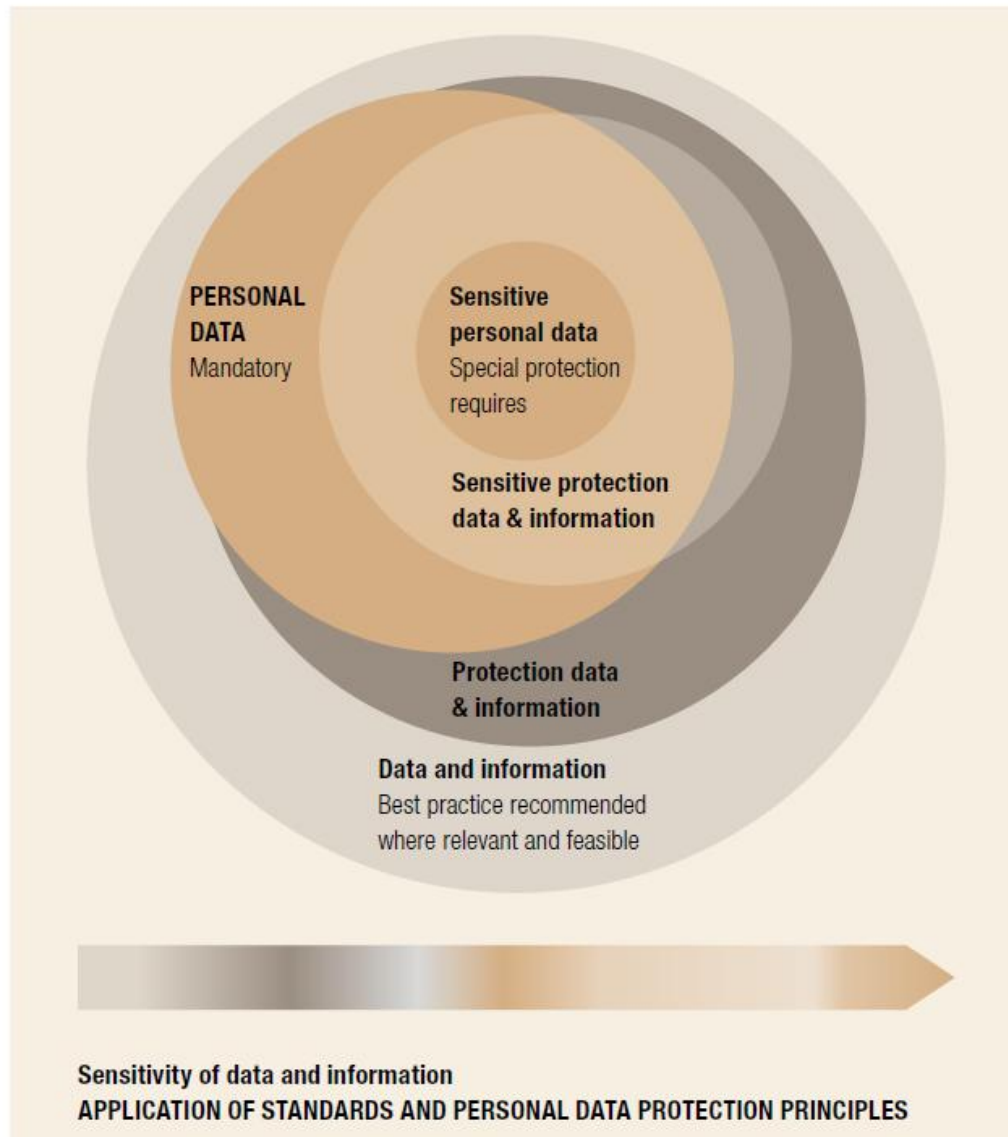 PERSONAL
DATA
Mandatory
Sensitive
personal data
Special protection
requires
Sensitive protection
data & information
Protection data
& information
Data and information
Best practice recommended
where relevant and feasible
Sensitivity of data and information
APPLICATION OF STANDARDS AND PERSONAL DATA PROTECTION PRINCIPLES